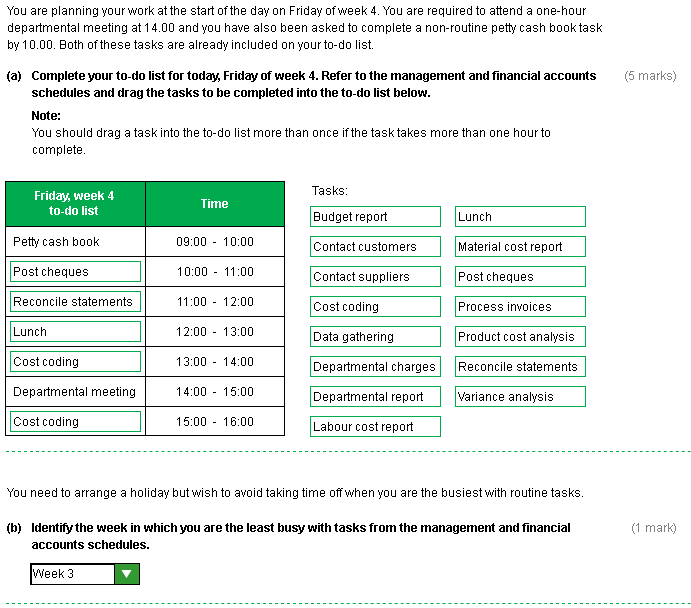 You are planning your work at the start of the day on Friday of week 4. You are required to attend a one-hour
departmental meeting at 14.00 and you have also been asked to complete a non-routine petty cash book task
by 10.00. Both of these tasks are already included on your to-do list.
(a) Complete your to-do list for today, Friday of week 4. Refer to the management and financial accounts (5 marks)
schedules and drag the tasks to be completed into the to-do list below.
Note:
You should drag a task into the to-do list more than once if the task takes more than one hour to
complete.
Friday, week 4
to-do list
Time
Petty cash book 09:00 - 10:00
Post cheques 10:00 - 11:00
Reconcile statements 11:00 - 12:00
Lunch 12:00 - 13:00
Cost coding 13:00 - 14:00
Departmental meeting 14:00 - 15:00
Cost coding 15:00 - 16:00
Tasks:
Budget report Lunch
Contact customers Material cost report
Contact suppliers Post cheques
Cost coding Process invoices
Data gathering Product cost analysis
Departmental charges Reconcile statements
Departmental report Variance analysis
Labour cost report
You need to arrange a holiday but wish to avoid taking time off when you are the busiest with routine tasks.
(b) Identify the week in which you are the least busy with tasks from the management and financial (1 mark)
accounts schedules.
Week 3